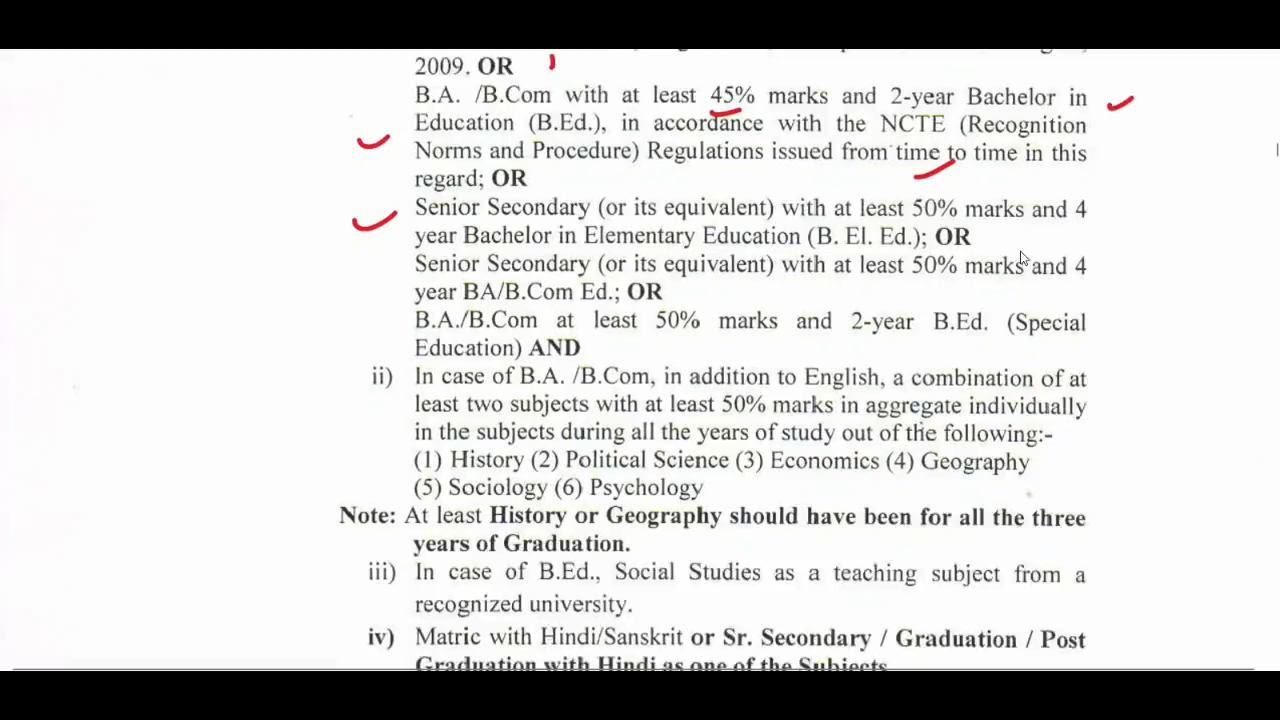 2009. OR
B.A. /B.Com with at least 45% marks and 2-year Bachelor in
Education (B.Ed.), in accordance with the NCTE (Recognition
Norms and Procedure) Regulations issued from time to time in this
regard; OR
Senior Secondary (or its equivalent) with at least 50% marks and 4
year Bachelor in Elementary Education (B. El. Ed.); OR
Senior Secondary (or its equivalent) with at least 50% marks and 4
year BA/B.Com Ed.; OR
B.A./B.Com at least 50% marks and 2-year B.Ed. (Special
Education) AND
ii) In case of B.A. /B.Com, in addition to English, a combination of at
least two subjects with at least 50% marks in aggregate individually
in the subjects during all the years of study out of the following:-
(1) History (2) Political Science (3) Economics (4) Geography
(5) Sociology (6) Psychology
Note: At least History or Geography should have been for all the three
years of Graduation.
iii) In case of B.Ed., Social Studies as a teaching subject from a
recognized university.
iv) Matric with Hindi/Sanskrit or Sr. Secondary / Graduation / Post
Graduation with Hindi as one of the Subjects